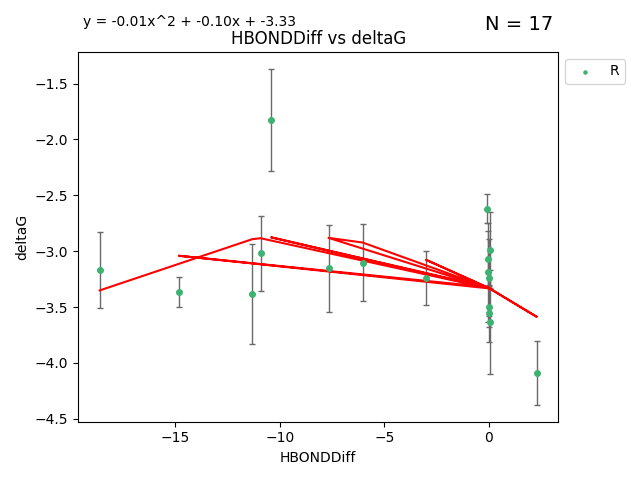 y = -0.01x^2 + -0.10x + -3.33
N = 17
HBONDDiff vs deltaG
R
deltaG
−1.5
−2.0
−2.5
−3.0
−3.5
−4.0
−4.5
−15
−10
−5
0
HBONDDiff